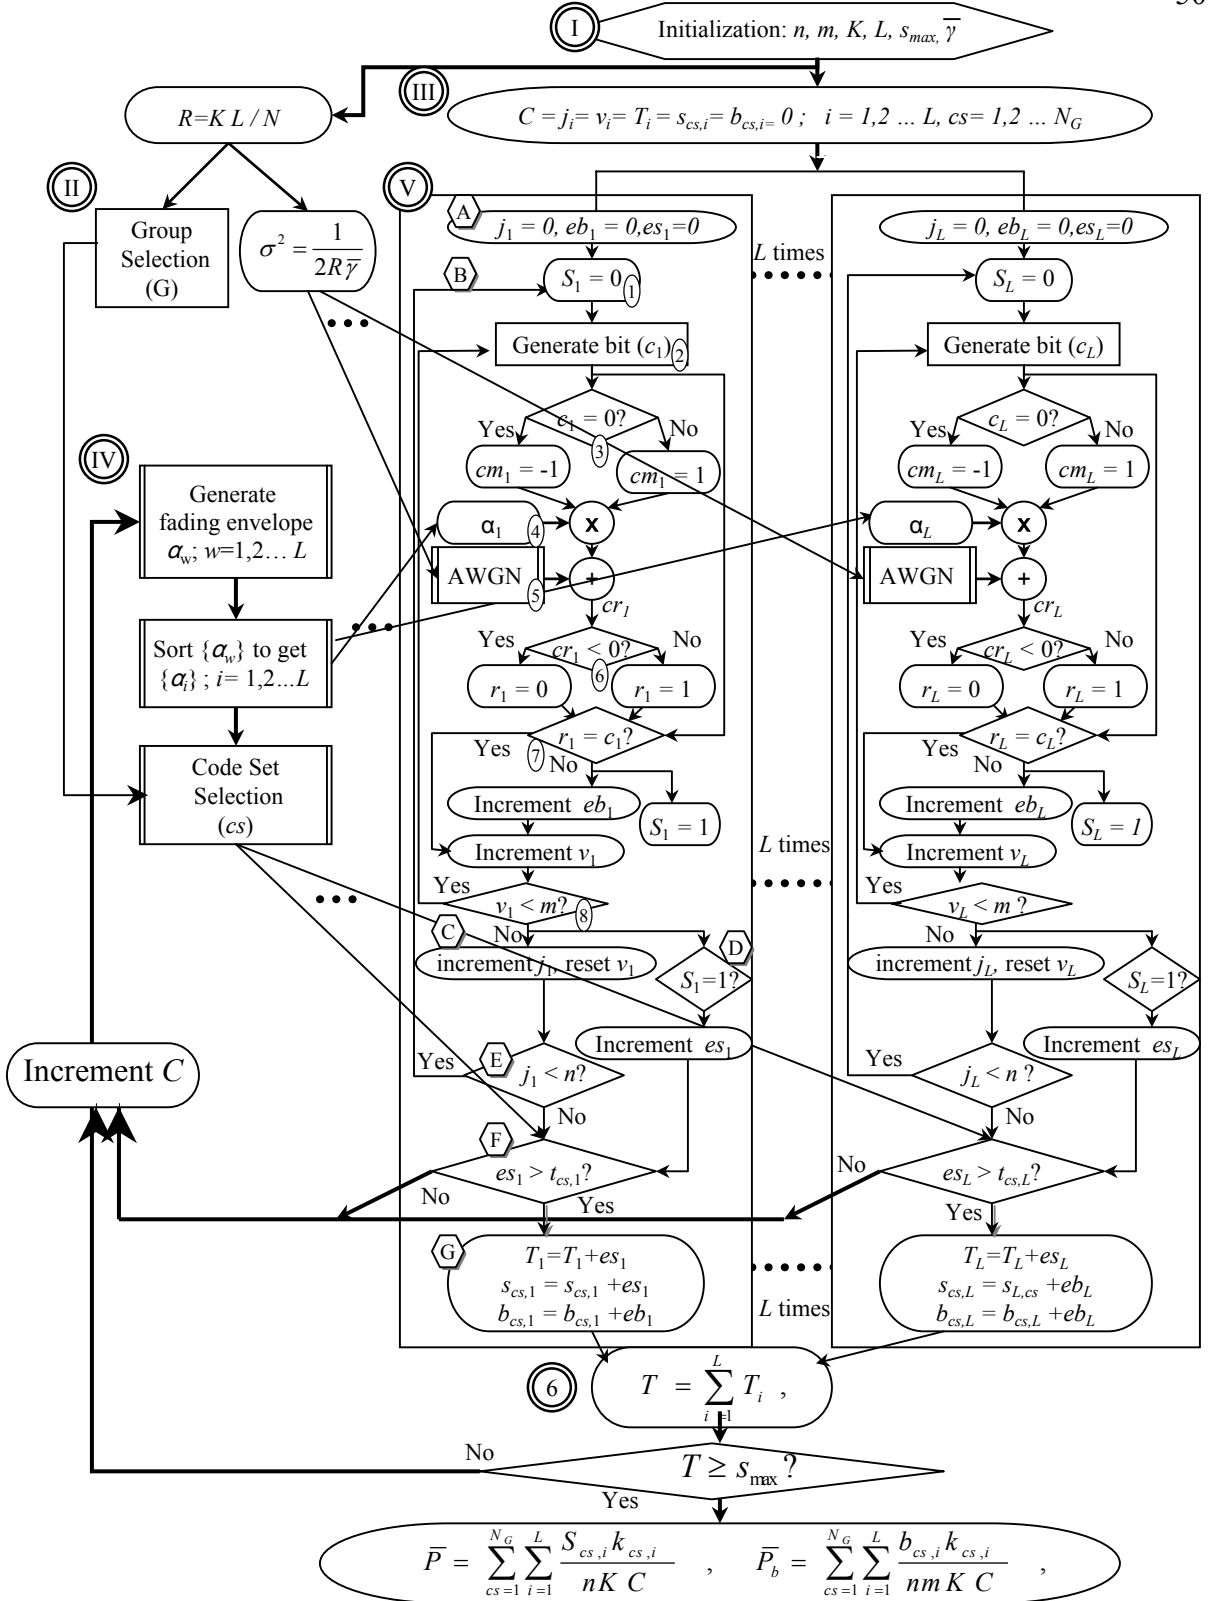 50
I
Initialization: n, m, K, L, s_max, γ̅
III
R=K L / N
C = j_i= v_i= T_i = s_cs,i= b_cs,i= 0 ; i = 1,2 ... L, cs= 1,2 ... N_G
II
Group
Selection
(G)
σ² = 1 / 2Rγ̅
V
A
j_1 = 0, eb_1 = 0,es_1=0
B
S_1 = 0
1
Generate bit (c_1)
2
c_1 = 0?
Yes
No
3
cm_1 = -1
cm_1 = 1
α_1
4
x
AWGN
5
+
cr_1
Yes
No
cr_1 < 0?
6
r_1 = 0
r_1 = 1
r_1 = c_1?
Yes
7
No
Increment eb_1
S_1 = 1
Increment v_1
Yes
v_1 < m?
8
C
No
D
increment j_1, reset v_1
S_1=1?
Increment es_1
Yes
E
j_1 < n?
No
F
es_1 > t_cs,1?
No
Yes
G
T_1=T_1+es_1
s_cs,1 = s_cs,1 +es_1
b_cs,1 = b_cs,1 +eb_1
L times
L times
L times
j_L = 0, eb_L = 0,es_L=0
S_L = 0
Generate bit (c_L)
c_L = 0?
Yes
No
cm_L = -1
cm_L = 1
α_L
x
AWGN
+
cr_L
Yes
No
cr_L < 0?
r_L = 0
r_L = 1
r_L = c_L?
Yes
No
Increment eb_L
S_L = 1
Increment v_L
Yes
v_L < m ?
No
increment j_L, reset v_L
S_L=1?
Increment es_L
Yes
j_L < n ?
No
es_L > t_cs,L?
No
Yes
T_L=T_L+es_L
s_cs,L = s_L,cs +eb_L
b_cs,L = b_cs,L +eb_L
IV
Generate
fading envelope
α_w; w=1,2… L
Sort {α_w} to get
{α_i} ; i= 1,2...L
Code Set
Selection
(cs)
Increment C
6
T = ∑_{i=1}^{L} T_i ,
No
T ≥ s_max ?
Yes
P̅ = ∑_{cs=1}^{N_G} ∑_{i=1}^{L} S_cs,i k_cs,i / nK C , P̅_b = ∑_{cs=1}^{N_G} ∑_{i=1}^{L} b_cs,i k_cs,i / nm K C ,